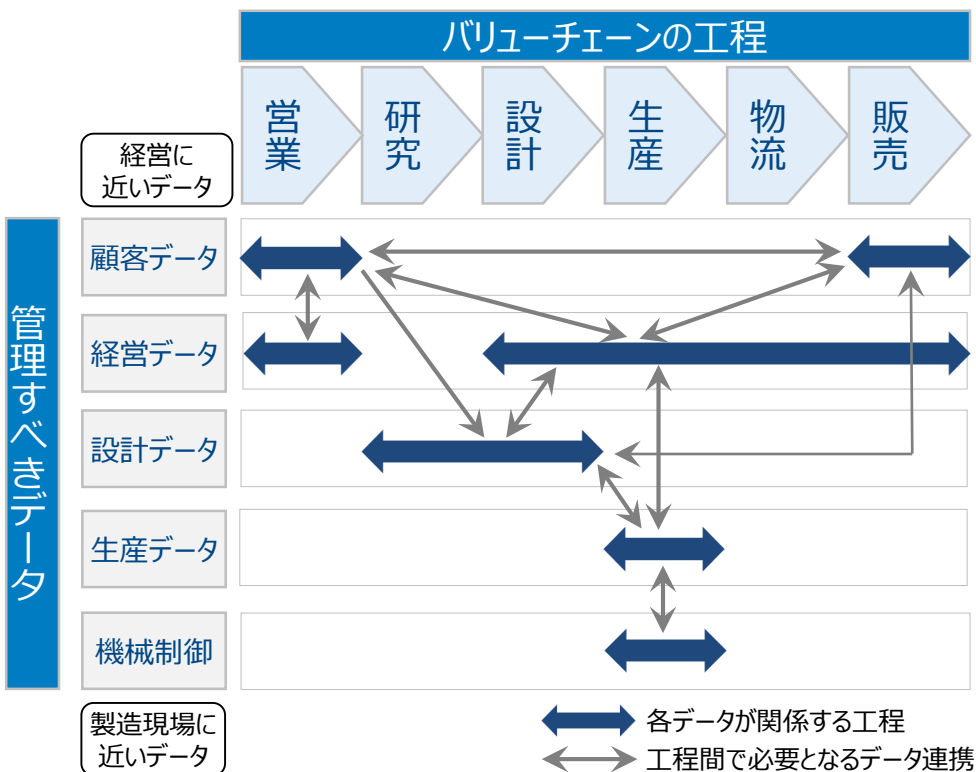 バリューチェーンの工程
営業
研究
設計
生産
物流
販売
経営に
近いデータ
管理すべきデータ
顧客データ
経営データ
設計データ
生産データ
機械制御
製造現場に
近いデータ
各データが関係する工程
工程間で必要となるデータ連携